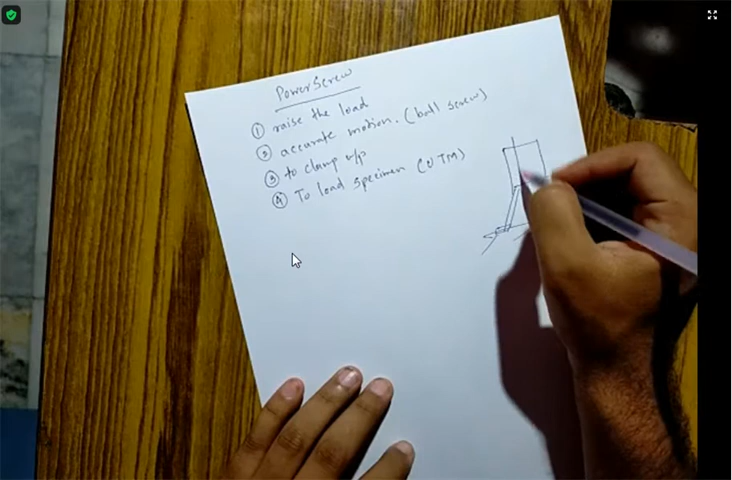 Power Screw
① raise the load
② accurate motion. (ball screw)
③ to clamp w/p
④ To load specimen (UTM)